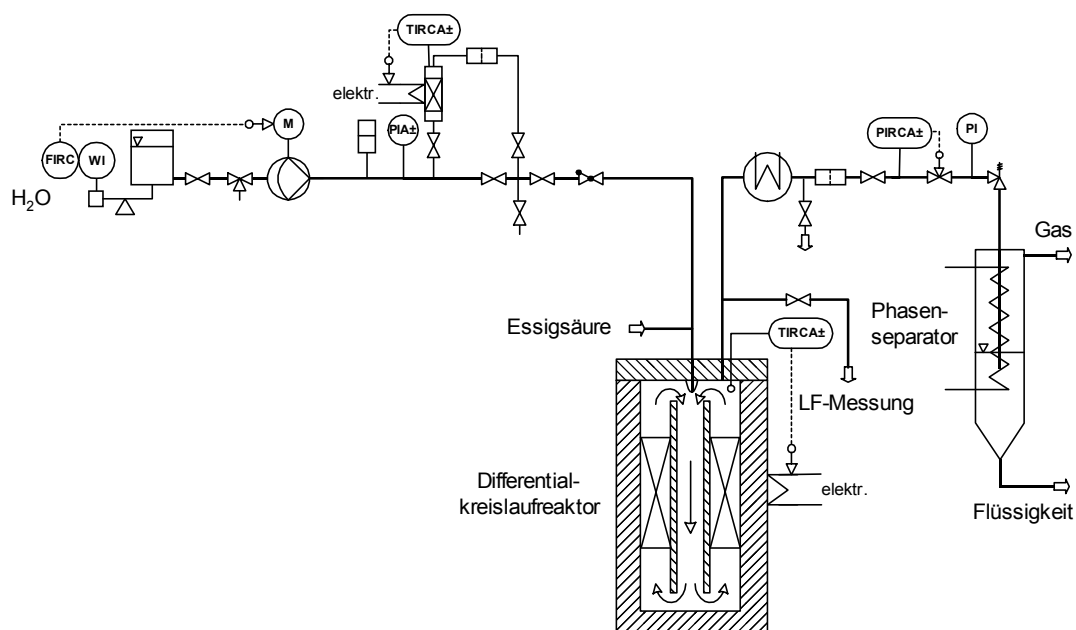 TIRCA±
elektr.
M
PIA±
FIRC
WI
H₂O
PIRCA±
PI
Gas
Phasen-
separator
Essigsäure
TIRCA±
LF-Messung
Differential-
kreislaufreaktor
elektr.
Flüssigkeit